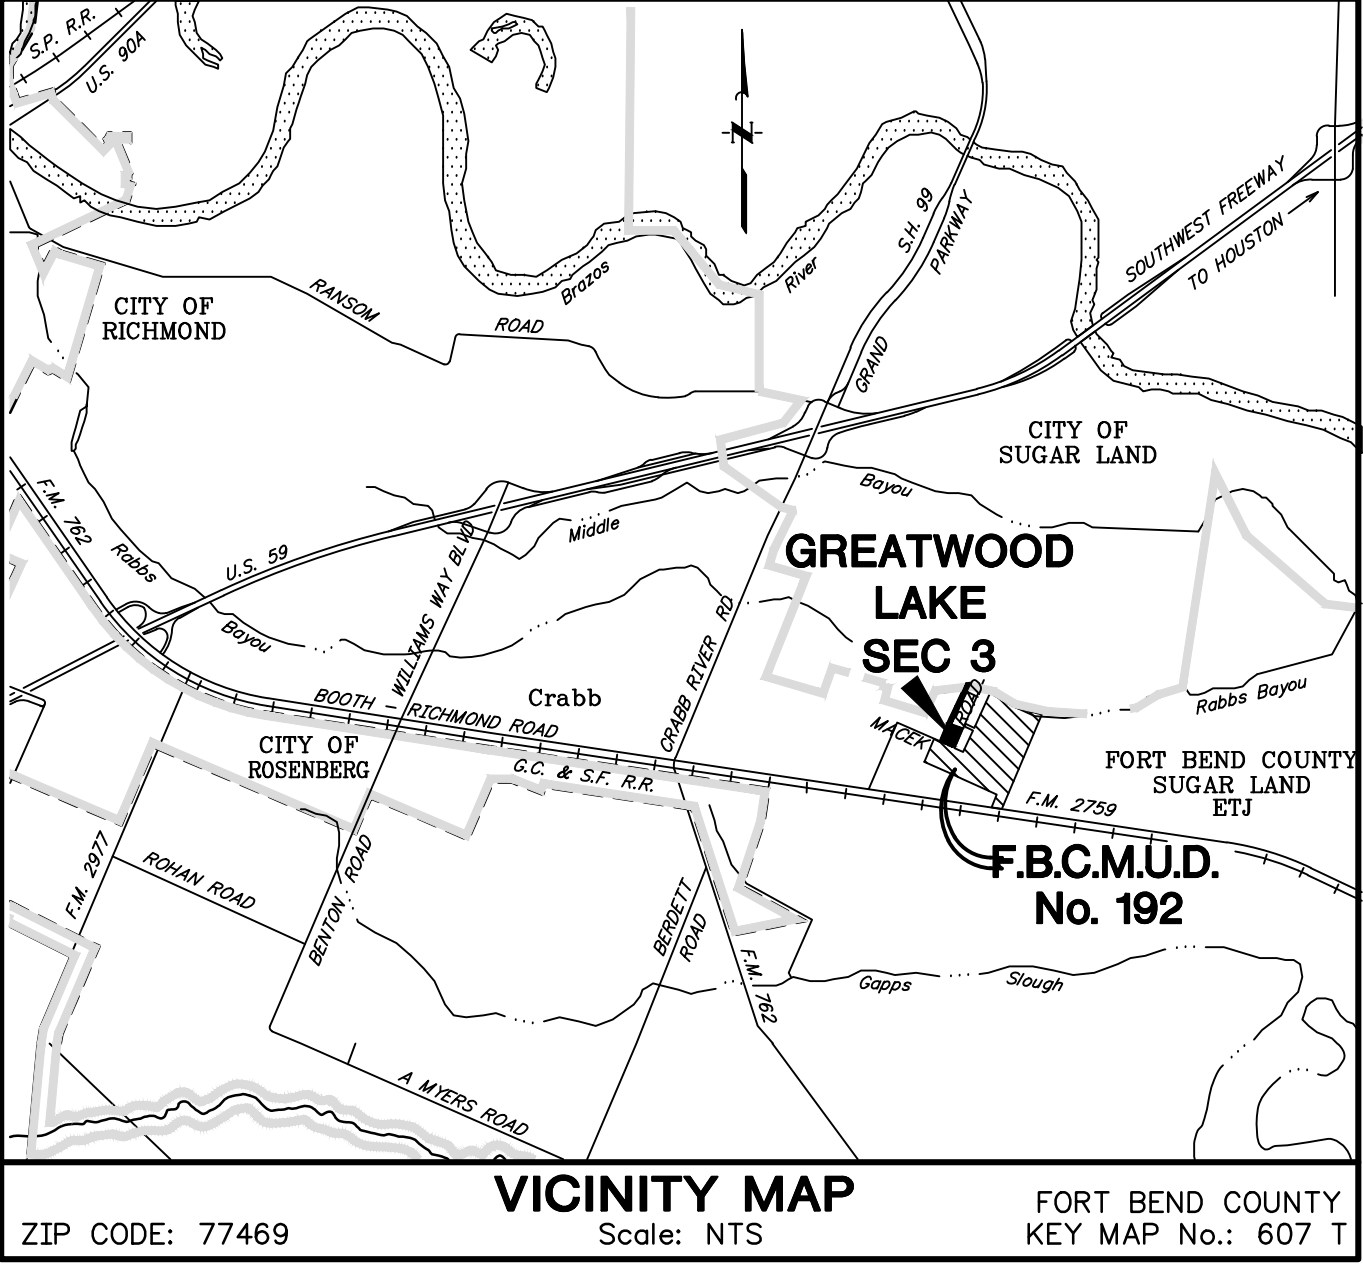 S.P. R.R.
U.S. 90A
N
S.H. 99
GRAND
PARKWAY
SOUTHWEST FREEWAY
TO HOUSTON
Brazos
River
CITY OF
RICHMOND
RANSOM
ROAD
CITY OF
SUGAR LAND
F.M. 762
Rabbs
Bayou
U.S. 59
Middle
Bayou
WILLIAMS WAY BLVD
CRABB RIVER RD
GREATWOOD
LAKE
SEC 3
MACEK
ROAD
Rabbs Bayou
BOOTH - RICHMOND ROAD
Crabb
CITY OF
ROSENBERG
G.C. & S.F. R.R.
FORT BEND COUNTY
SUGAR LAND
ETJ
F.M. 2759
F.B.C.M.U.D.
No. 192
F.M. 2977
ROHAN ROAD
BENTON ROAD
BERDETT
ROAD
F.M. 762
Gapps
Slough
A MYERS ROAD
VICINITY MAP
Scale: NTS
ZIP CODE: 77469
FORT BEND COUNTY
KEY MAP No.: 607 T